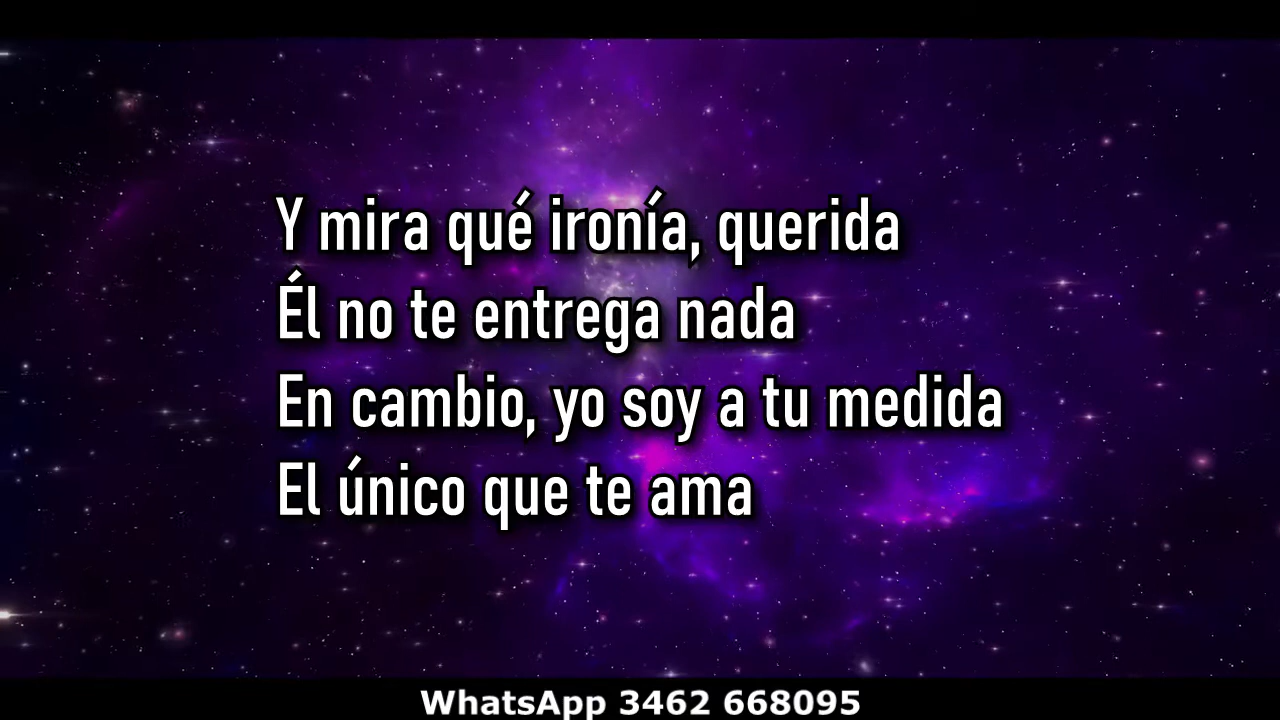 Y mira qué ironía, querida
Él no te entrega nada
En cambio, yo soy a tu medida
El único que te ama
WhatsApp 3462 668095